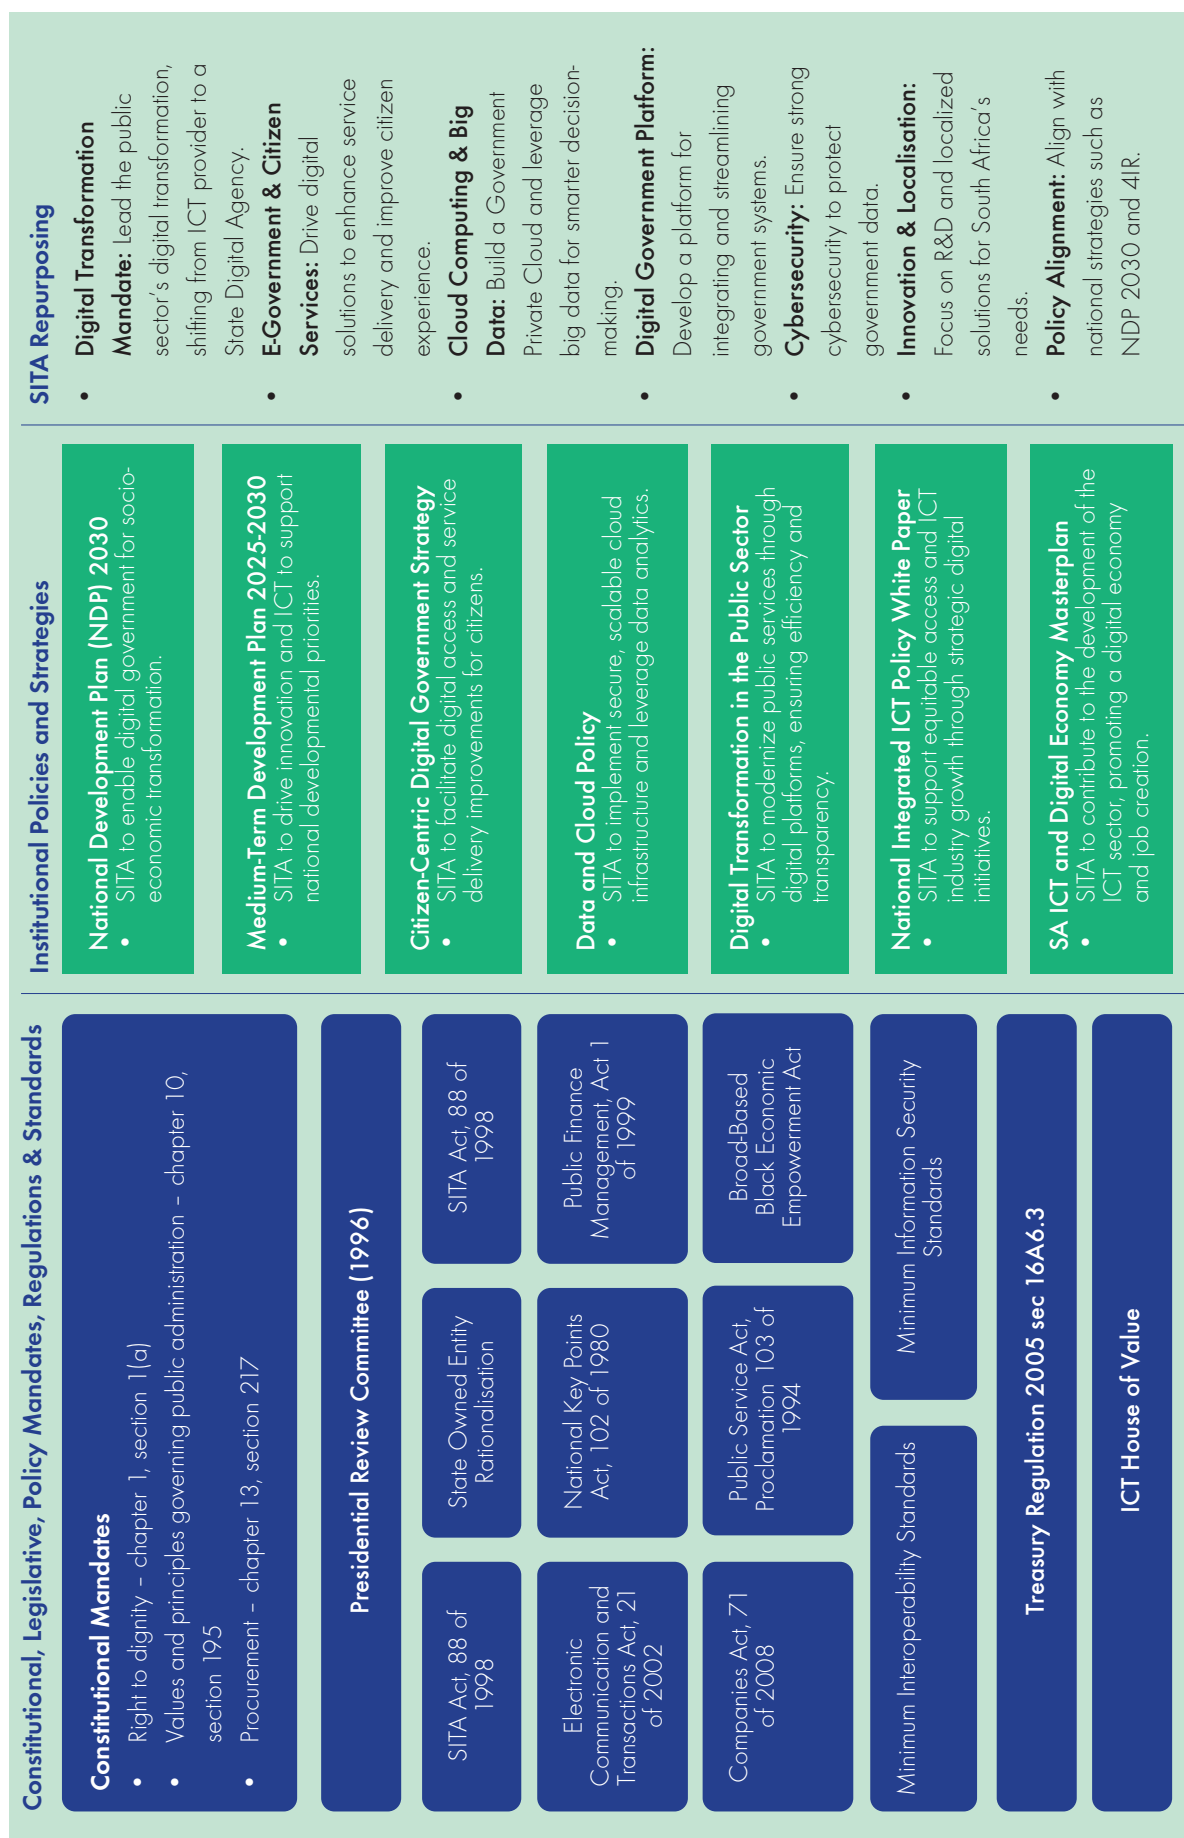 Constitutional, Legislative, Policy Mandates, Regulations & Standards
Constitutional Mandates
• Right to dignity – chapter 1, section 1(a)
• Values and principles governing public administration – chapter 10,
section 195
• Procurement – chapter 13, section 217
Presidential Review Committee (1996)
SITA Act, 88 of
1998
State Owned Entity
Rationalisation
SITA Act, 88 of
1998
Electronic
Communication and
Transactions Act, 21
of 2002
National Key Points
Act, 102 of 1980
Public Finance
Management, Act 1
of 1999
Companies Act, 71
of 2008
Public Service Act,
Proclamation 103 of
1994
Broad-Based
Black Economic
Empowerment Act
Minimum Interoperability Standards
Minimum Information Security
Standards
Treasury Regulation 2005 sec 16A6.3
ICT House of Value
Institutional Policies and Strategies
National Development Plan (NDP) 2030
• SITA to enable digital government for socio-
economic transformation.
Medium-Term Development Plan 2025-2030
• SITA to drive innovation and ICT to support
national developmental priorities.
Citizen-Centric Digital Government Strategy
• SITA to facilitate digital access and service
delivery improvements for citizens.
Data and Cloud Policy
• SITA to implement secure, scalable cloud
infrastructure and leverage data analytics.
Digital Transformation in the Public Sector
• SITA to modernize public services through
digital platforms, ensuring efficiency and
transparency.
National Integrated ICT Policy White Paper
• SITA to support equitable access and ICT
industry growth through strategic digital
initiatives.
SA ICT and Digital Economy Masterplan
• SITA to contribute to the development of the
ICT sector, promoting a digital economy
and job creation.
SITA Repurposing
• Digital Transformation
Mandate: Lead the public
sector's digital transformation,
shifting from ICT provider to a
State Digital Agency.
• E-Government & Citizen
Services: Drive digital
solutions to enhance service
delivery and improve citizen
experience.
• Cloud Computing & Big
Data: Build a Government
Private Cloud and leverage
big data for smarter decision-
making.
• Digital Government Platform:
Develop a platform for
integrating and streamlining
government systems.
• Cybersecurity: Ensure strong
cybersecurity to protect
government data.
• Innovation & Localisation:
Focus on R&D and localized
solutions for South Africa's
needs.
• Policy Alignment: Align with
national strategies such as
NDP 2030 and 4IR.